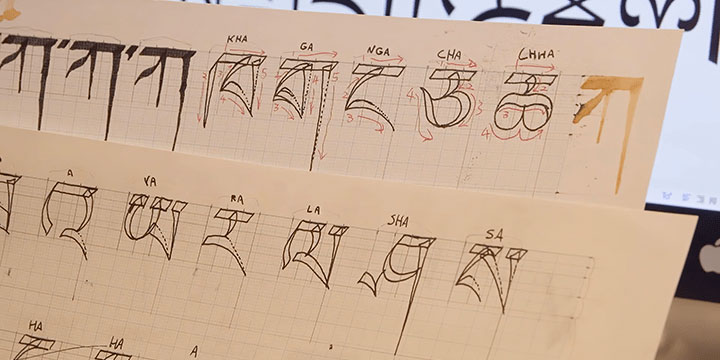 KHA GA NGA CHA CHHA
ཀ ཀ ཀ ཁ ག ང ཅ ཆ ཀ
A YA RA LA SHA SA
འ ཡ ར ལ ཤ ས
HA HA A